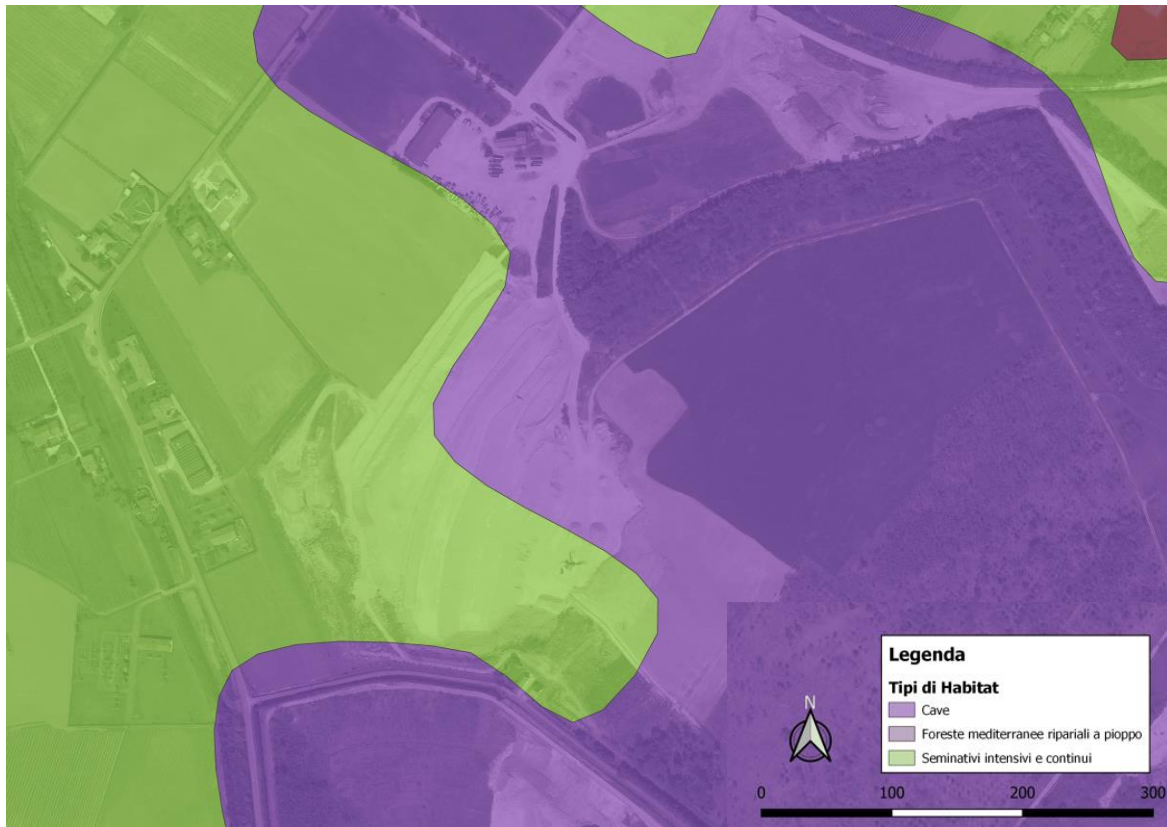 Legenda
Tipi di Habitat
Cave
Foreste mediterranee ripariali a pioppo
Seminativi intensivi e continui
N
0 100 200 300